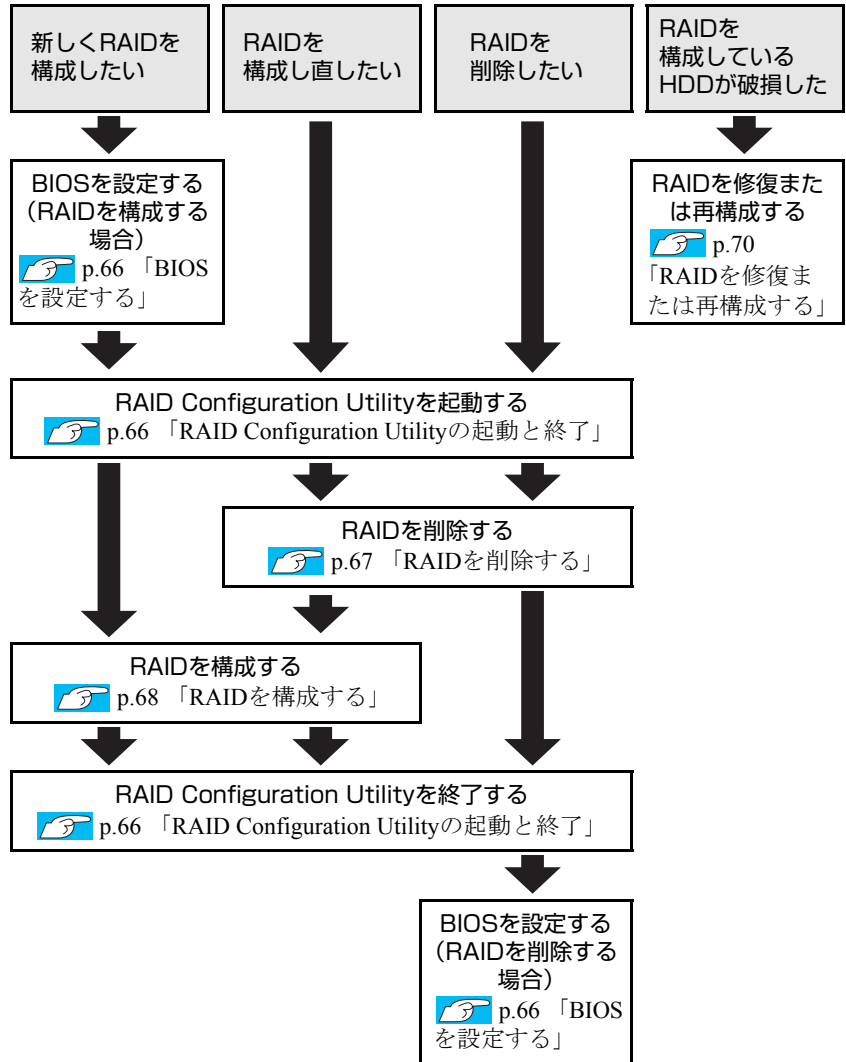 新しくRAIDを
構成したい
RAIDを
構成し直したい
RAIDを
削除したい
RAIDを
構成している
HDDが破損した
BIOSを設定する
（RAIDを構成する
場合）
p.66 「BIOS
を設定する」
RAIDを修復また
は再構成する
p.70
「RAIDを修復ま
たは再構成する」
RAID Configuration Utilityを起動する
p.66 「RAID Configuration Utilityの起動と終了」
RAIDを削除する
p.67 「RAIDを削除する」
RAIDを構成する
p.68 「RAIDを構成する」
RAID Configuration Utilityを終了する
p.66 「RAID Configuration Utilityの起動と終了」
BIOSを設定する
（RAIDを削除する
場合）
p.66 「BIOS
を設定する」